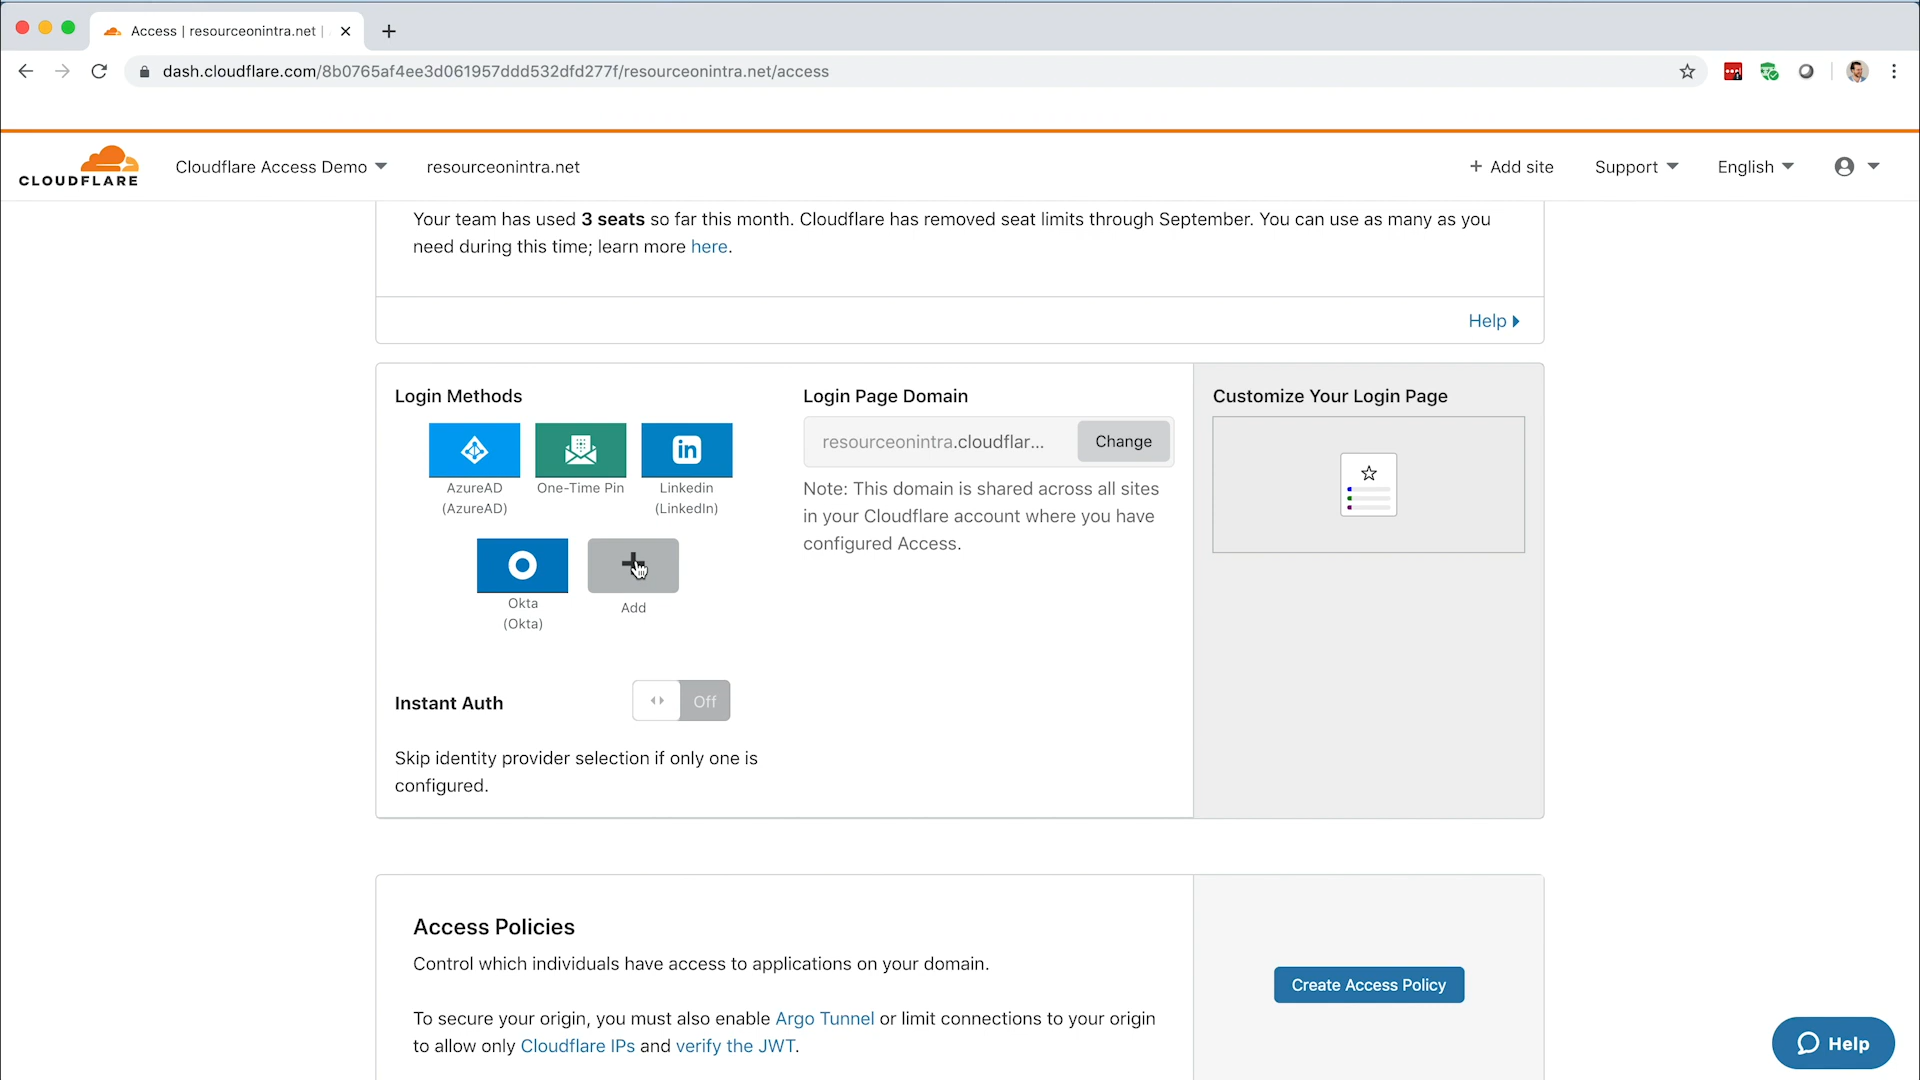 Access | resourceonintra.net |
dash.cloudflare.com/8b0765af4ee3d061957ddd532dfd277f/resourceonintra.net/access
CLOUDFLARE
Cloudflare Access Demo
resourceonintra.net
+ Add site
Support
English
Your team has used 3 seats so far this month. Cloudflare has removed seat limits through September. You can use as many as you
need during this time; learn more here.
Help
Login Methods
AzureAD
(AzureAD)
One-Time Pin
in
Linkedin
(LinkedIn)
Okta
(Okta)
Add
Instant Auth
Off
Skip identity provider selection if only one is
configured.
Login Page Domain
resourceonintra.cloudflar...
Change
Note: This domain is shared across all sites
in your Cloudflare account where you have
configured Access.
Customize Your Login Page
Access Policies
Control which individuals have access to applications on your domain.
To secure your origin, you must also enable Argo Tunnel or limit connections to your origin
to allow only Cloudflare IPs and verify the JWT.
Create Access Policy
Help